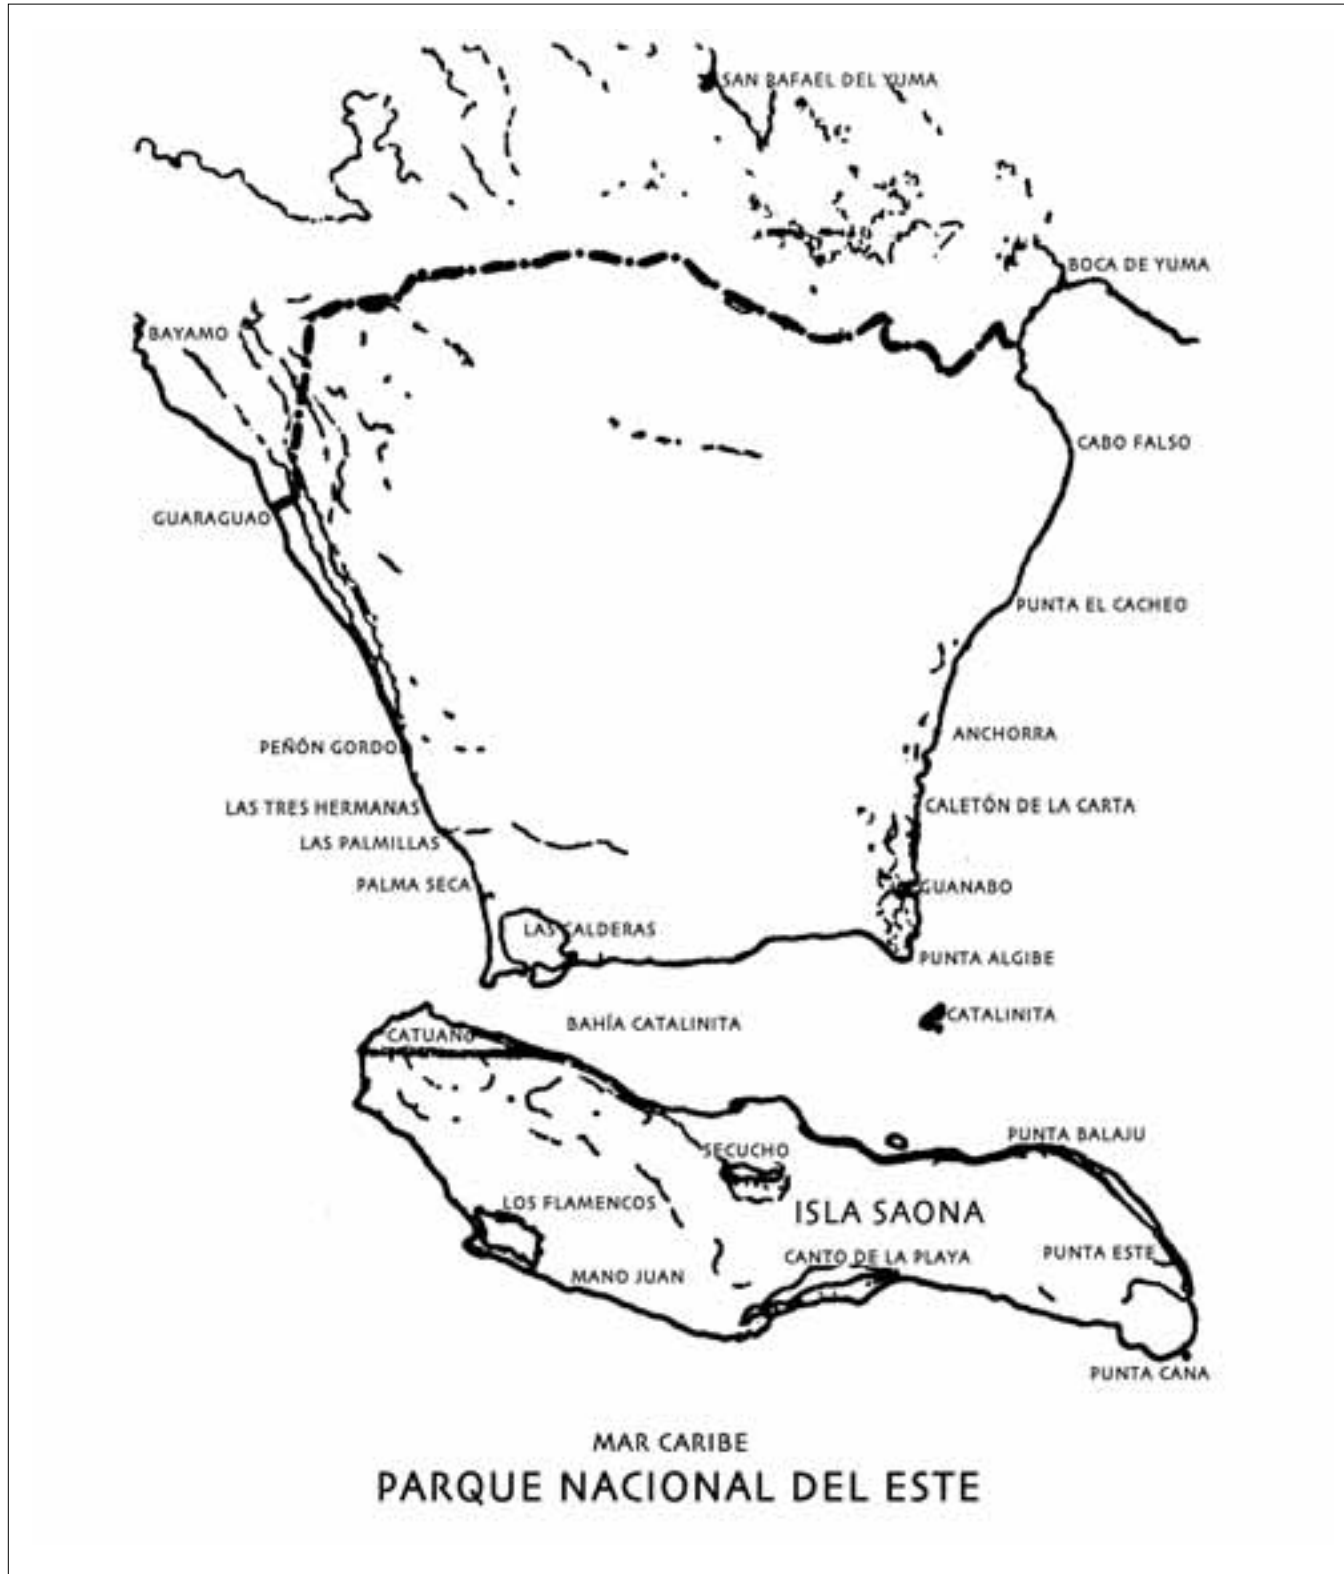 SAN BAFAEL DEL YUMA
BOCA DE YUMA
BAYAMO
CABO FALSO
GUARAGUAO
PUNTA EL CACHEO
ANCHORRA
PEÑÓN GORDO
LAS TRES HERMANAS
CALETÓN DE LA CARTA
LAS PALMILLAS
PALMA SECA
GUANABO
LAS CALDERAS
PUNTA ALGIBE
CATALINITA
BAHÍA CATALINITA
CATUANO
PUNTA BALAJU
SECUCHO
LOS FLAMENCOS
ISLA SAONA
PUNTA ESTE
CANTO DE LA PLAYA
MANO JUAN
PUNTA CANA
MAR CARIBE
PARQUE NACIONAL DEL ESTE